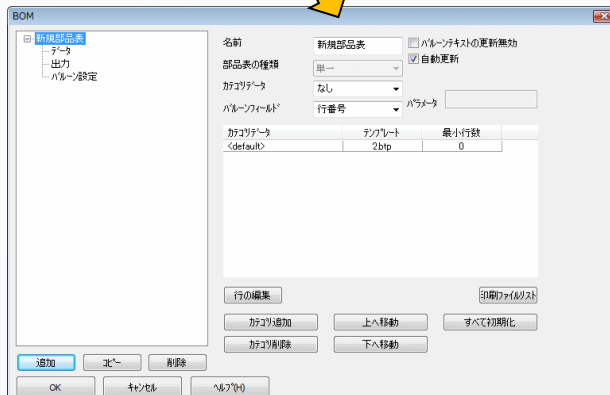 BOM
新規部品表
データ
出力
バルーン設定
名前
新規部品表
バルーンテキストの更新無効
部品表の種類
単一
自動更新
カテゴリデータ
なし
バルーンフィールド
行番号
パラメータ
カテゴリデータ
テンプレート
最小行数
<default>
2.btp
0
行の編集
印刷ファイルリスト
カテゴリ追加
上へ移動
すべて初期化
カテゴリ削除
下へ移動
追加
コピー
削除
OK
キャンセル
ヘルプ(H)